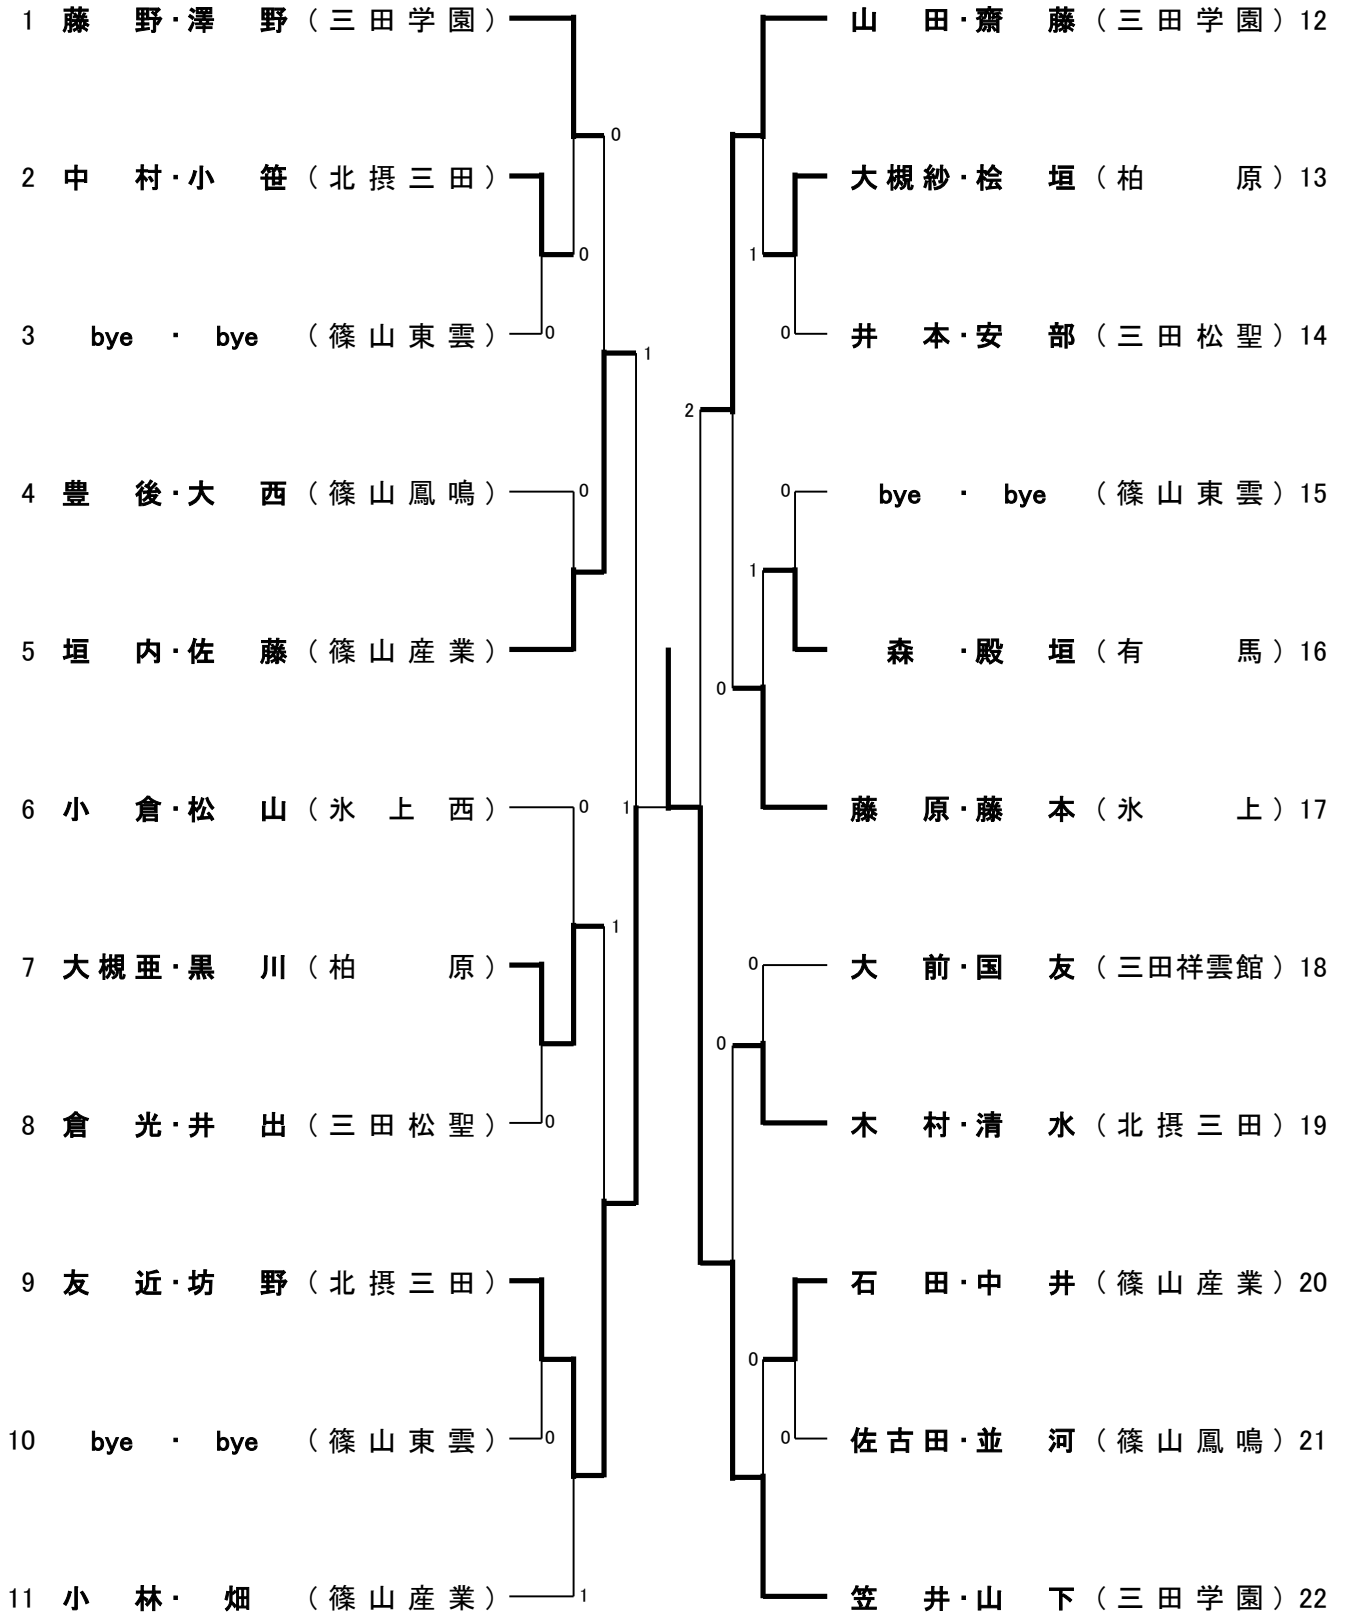 1 藤 野・澤 野 (三田学園)
0
2 中 村・小 笹 (北摂三田)
0
3 bye ・ bye (篠山東雲)
0
1
4 豊 後・大 西 (篠山鳳鳴)
0
5 垣 内・佐 藤 (篠山産業)
6 小 倉・松 山 (氷上西)
0
1
1
7 大槻亜・黒 川 (柏 原)
8 倉 光・井 出 (三田松聖)
0
9 友 近・坊 野 (北摂三田)
10 bye ・ bye (篠山東雲)
0
11 小 林・ 畑 (篠山産業)
1
山 田・齋 藤 (三田学園) 12
大槻紗・桧 垣 (柏 原) 13
1
0
井 本・安 部 (三田松聖) 14
2
0
bye ・ bye (篠山東雲) 15
1
森 ・殿 垣 (有 馬) 16
0
藤 原・藤 本 (氷 上) 17
0
大 前・国 友 (三田祥雲館) 18
0
木 村・清 水 (北摂三田) 19
石 田・中 井 (篠山産業) 20
0
0
佐古田・並 河 (篠山鳳鳴) 21
笠 井・山 下 (三田学園) 22